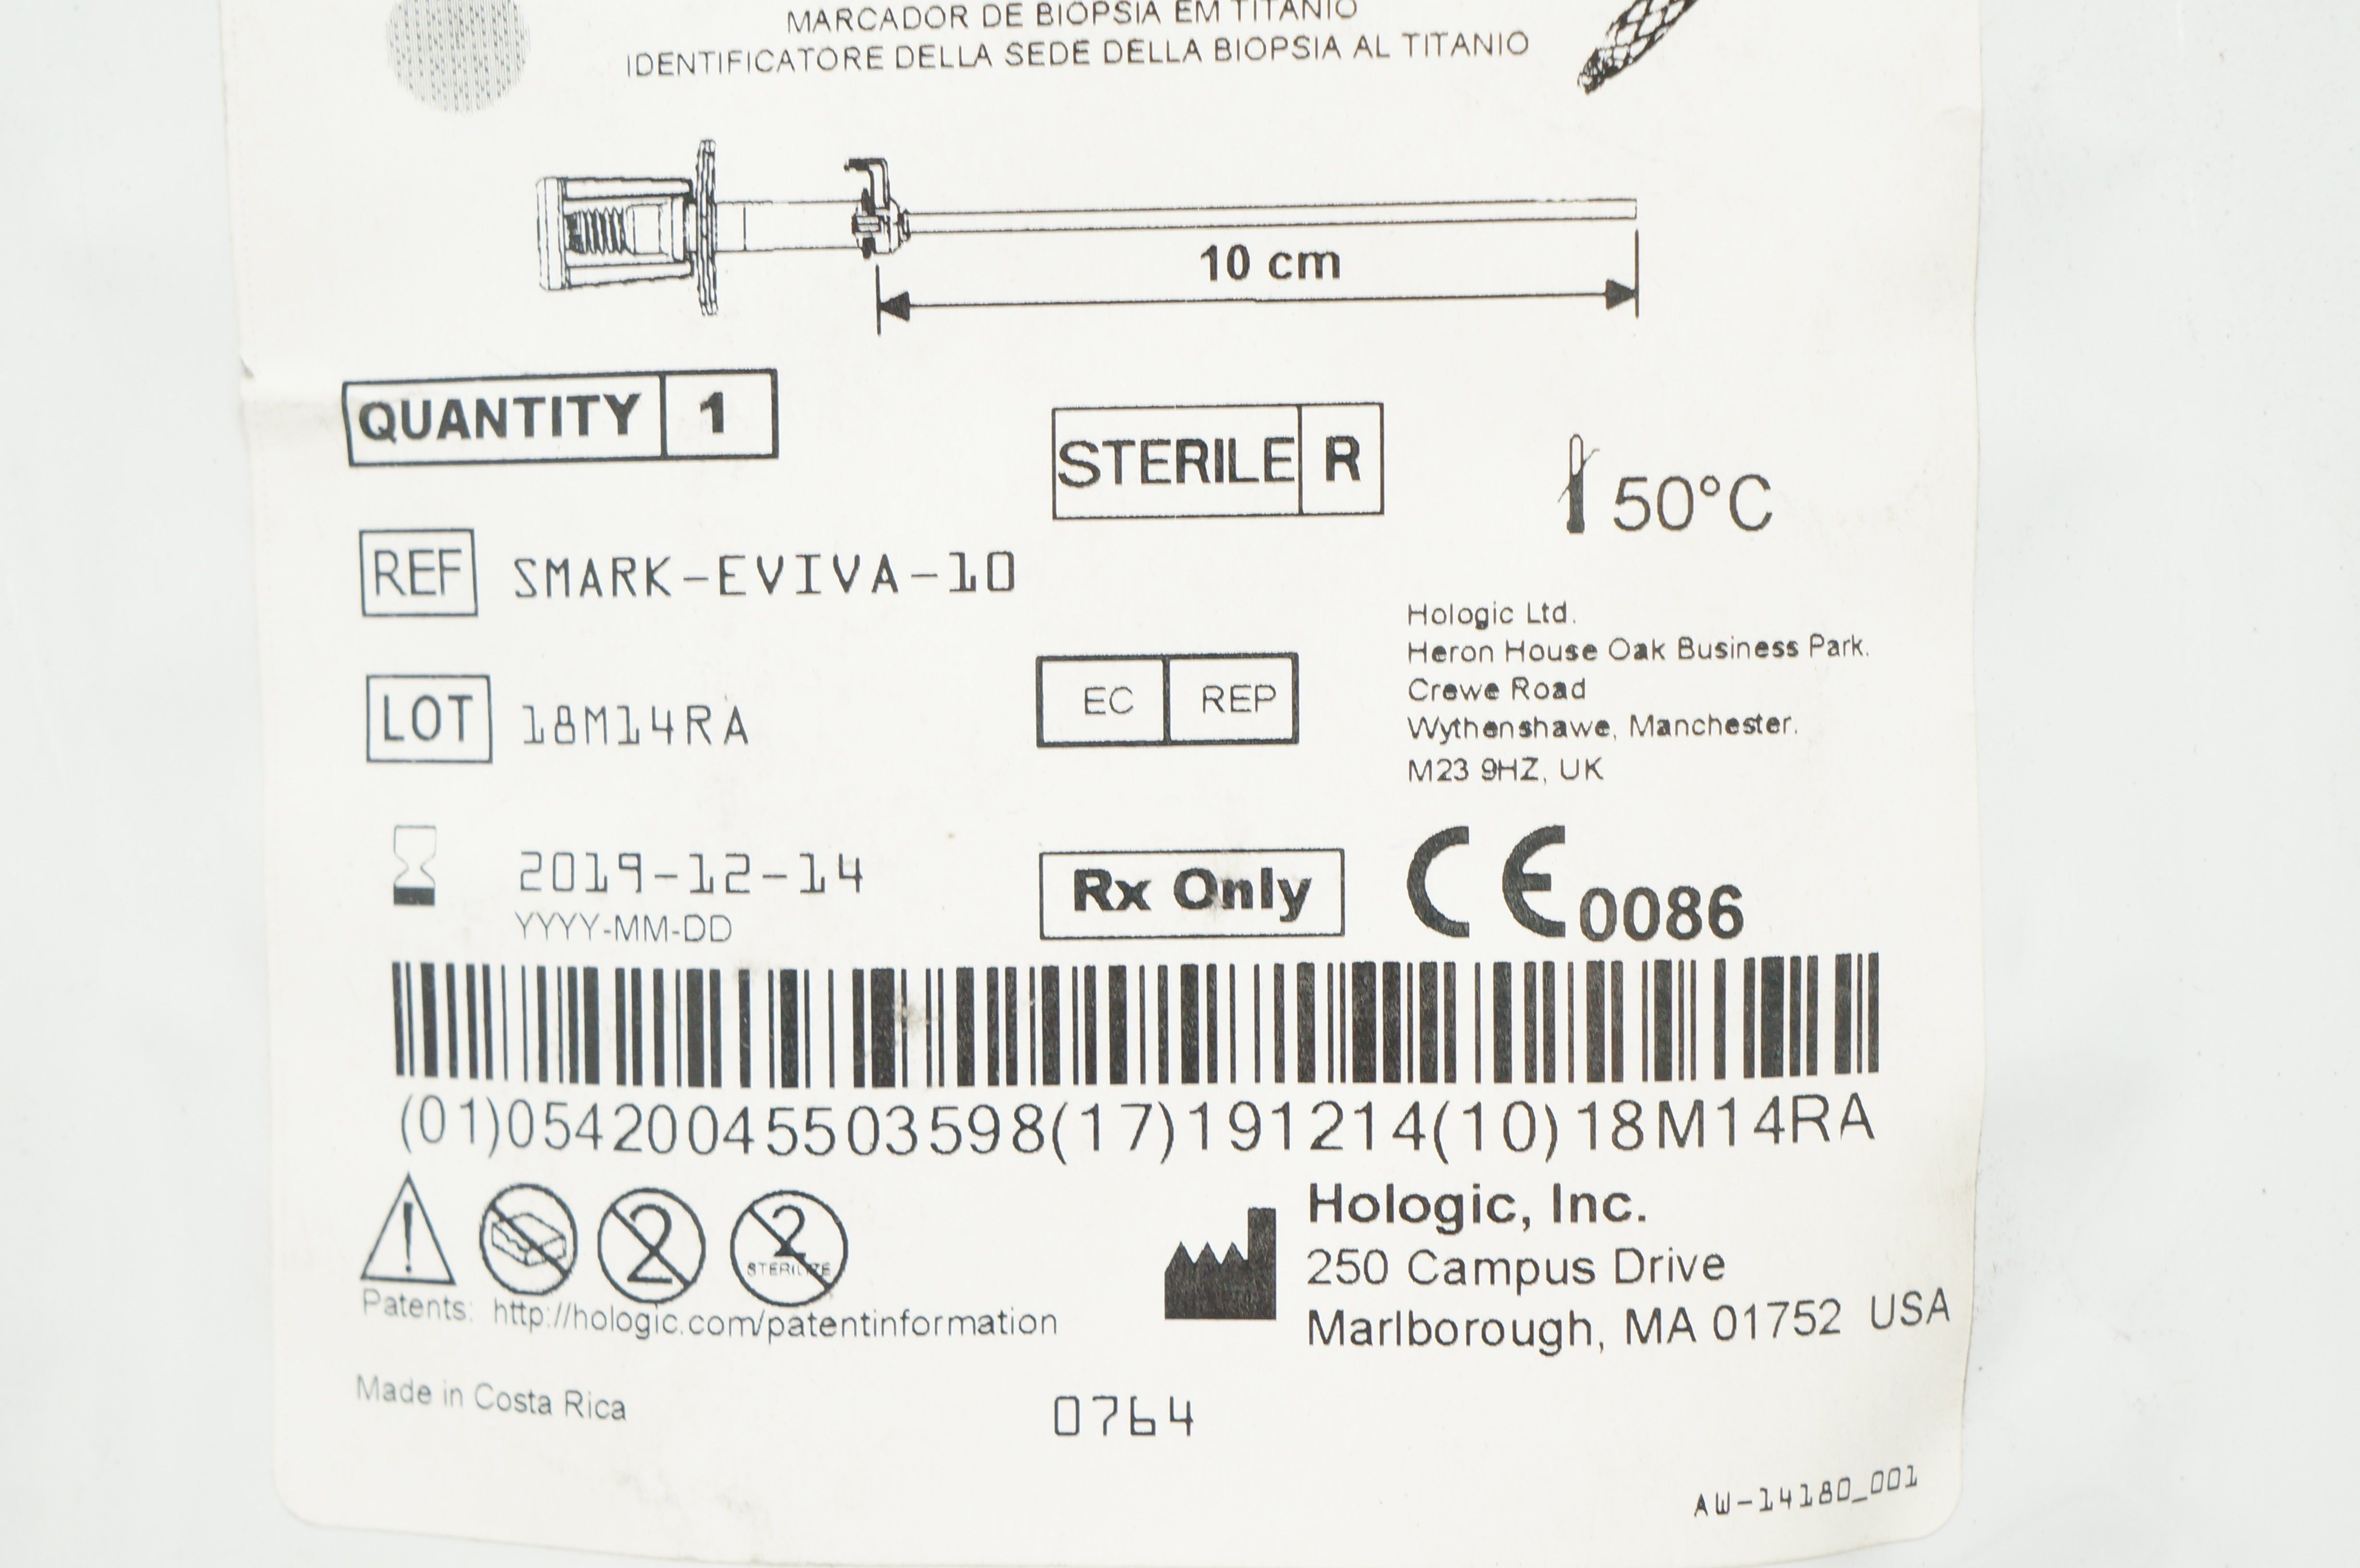 MARCADOR DE BIOPSIA EM TITANIO
IDENTIFICATORE DELLA SEDE DELLA BIOPSIA AL TITANIO
10 cm
QUANTITY 1
STERILE R
50°C
REF SMARK-EVIVA-10
Hologic Ltd.
Heron House Oak Business Park.
Crewe Road
Wythenshawe, Manchester.
M23 9HZ, UK
EC REP
LOT 18M14RA
2019-12-14
YYYY-MM-DD
Rx Only
CE 0086
(01)05420045503598(17)191214(10)18M14RA
2
2
STERILIZE
Patents: http://hologic.com/patentinformation
Hologic, Inc.
250 Campus Drive
Marlborough, MA 01752 USA
Made in Costa Rica
0764
AW-14180_001